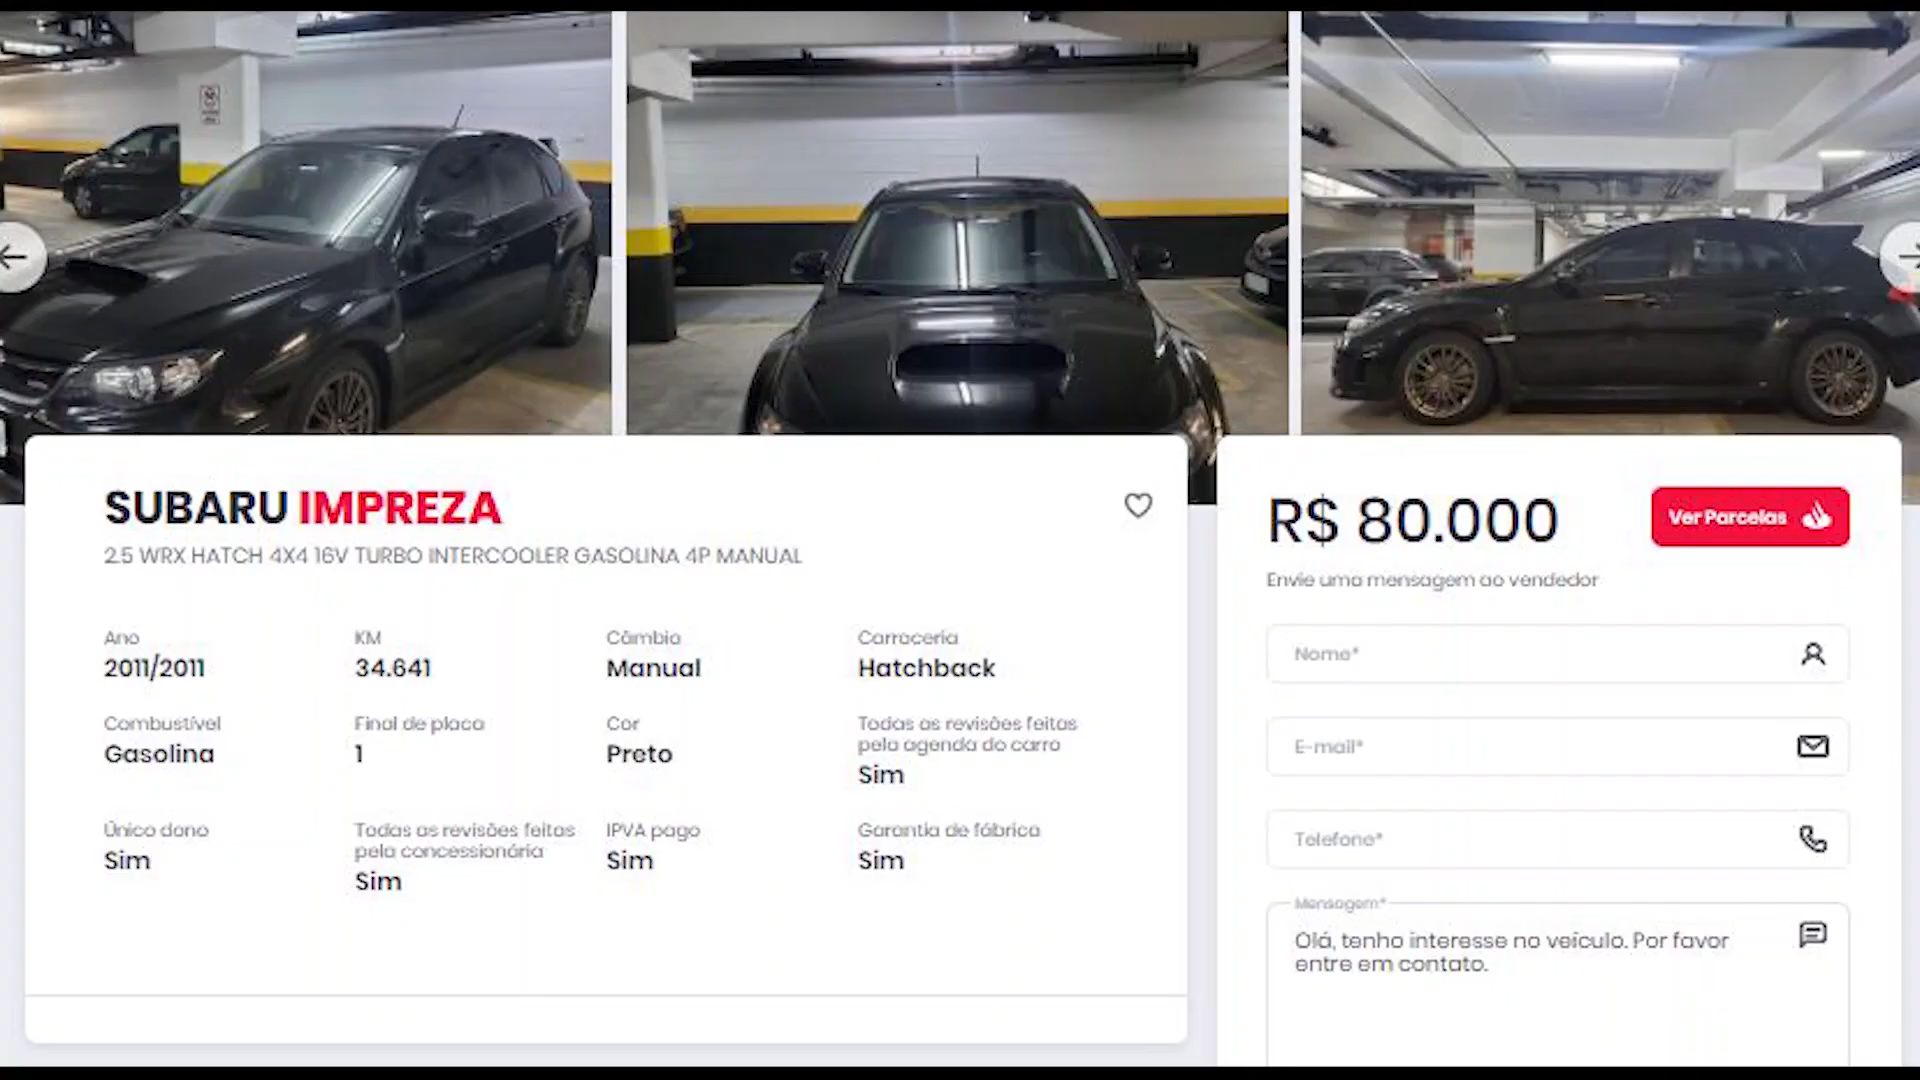 SUBARU IMPREZA
2.5 WRX HATCH 4X4 16V TURBO INTERCOOLER GASOLINA 4P MANUAL
Ano
2011/2011
KM
34.641
Câmbio
Manual
Carroceria
Hatchback
Combustível
Gasolina
Final de placa
1
Cor
Preto
Todas as revisões feitas
pela agenda do carro
Sim
Único dono
Sim
Todas as revisões feitas
pela concessionária
Sim
IPVA pago
Sim
Garantia de fábrica
Sim
R$ 80.000
Ver Parcelas
Envie uma mensagem ao vendedor
Nome*
E-mail*
Telefone*
Mensagem*
Olá, tenho interesse no veículo. Por favor
entre em contato.